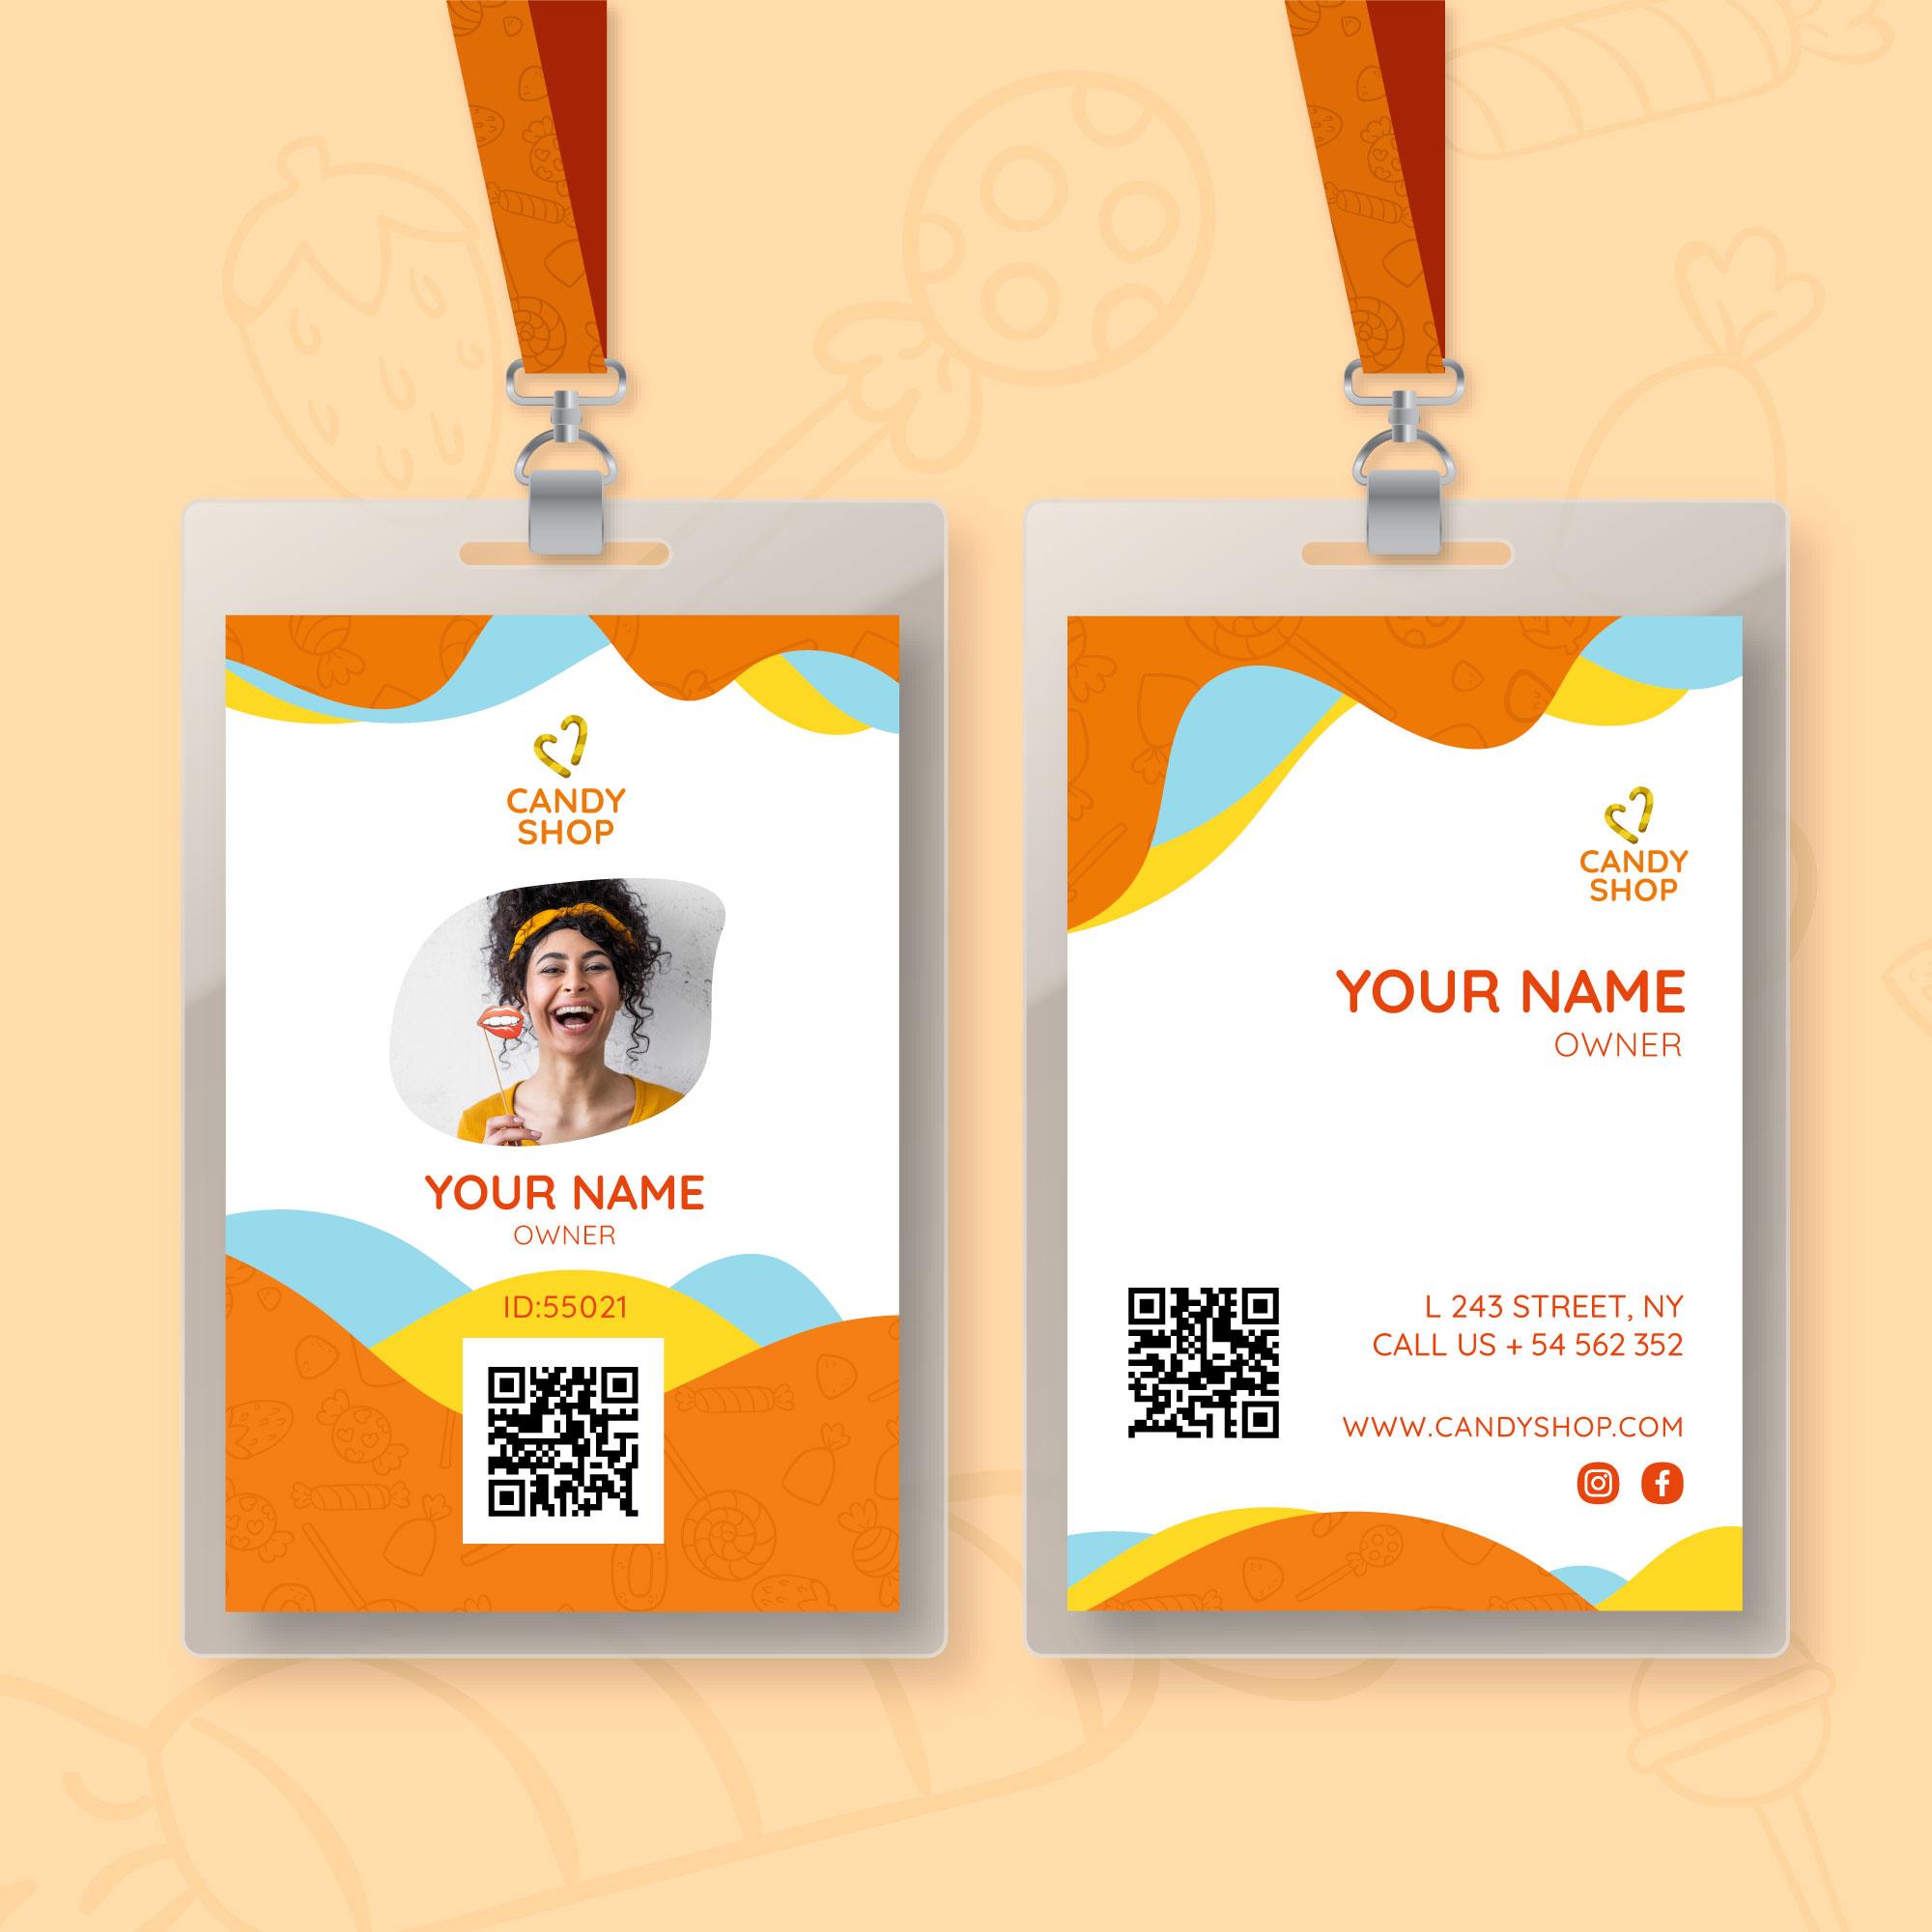 CANDY
SHOP
YOUR NAME
OWNER
ID:55021
CANDY
SHOP
YOUR NAME
OWNER
L 243 STREET, NY
CALL US + 54 562 352
WWW.CANDYSHOP.COM